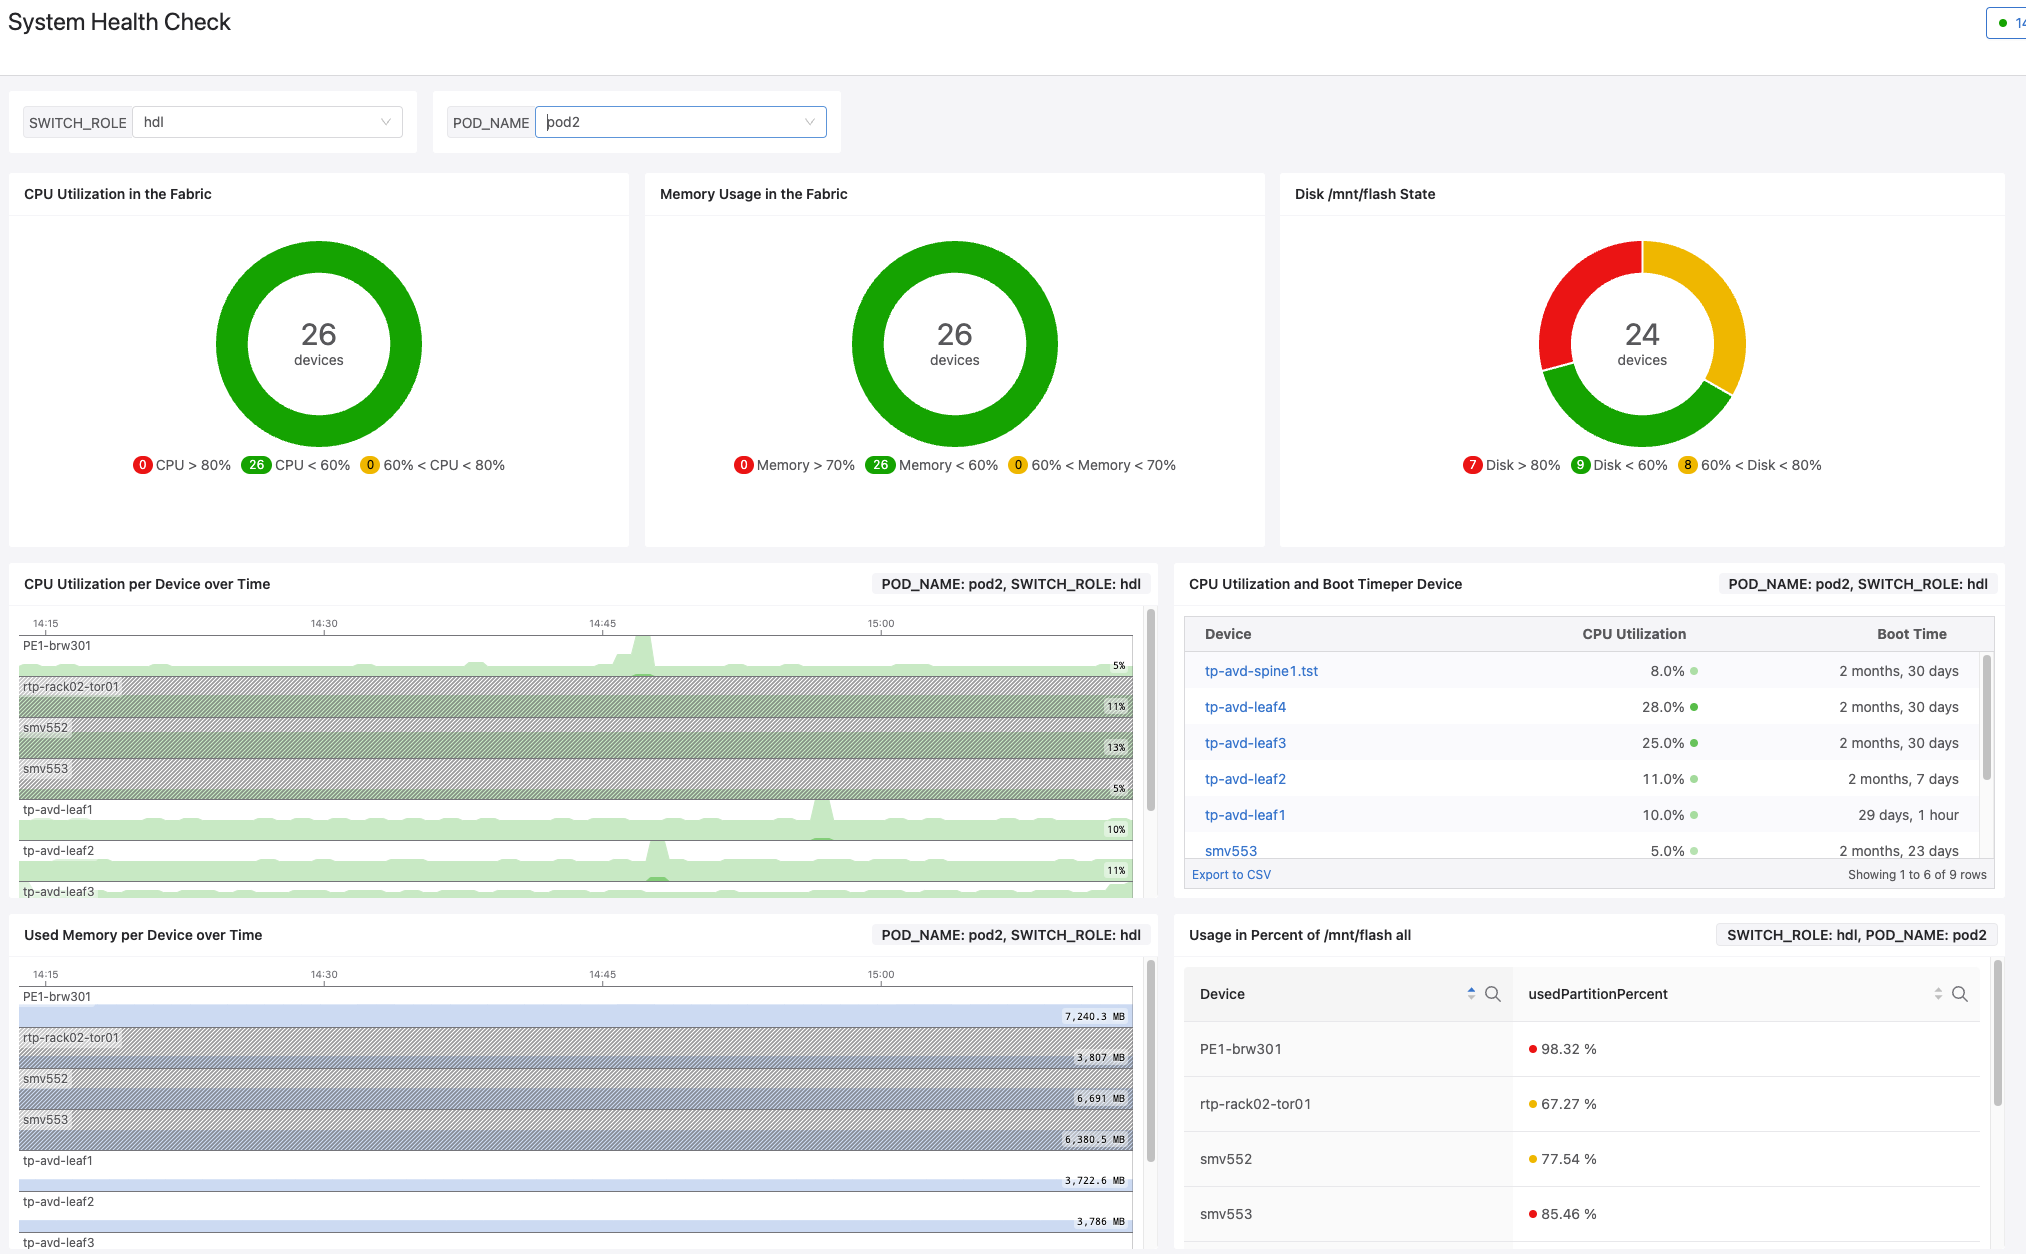 System Health Check
14
SWITCH_ROLE hdl
POD_NAME pod2
CPU Utilization in the Fabric
26
devices
0 CPU > 80% 26 CPU < 60% 0 60% < CPU < 80%
Memory Usage in the Fabric
26
devices
0 Memory > 70% 26 Memory < 60% 0 60% < Memory < 70%
Disk /mnt/flash State
24
devices
7 Disk > 80% 9 Disk < 60% 8 60% < Disk < 80%
CPU Utilization per Device over Time POD_NAME: pod2, SWITCH_ROLE: hdl
14:15 14:30 14:45 15:00
PE1-brw301
5%
rtp-rack02-tor01
11%
smv552
13%
smv553
5%
tp-avd-leaf1
10%
tp-avd-leaf2
11%
tp-avd-leaf3
CPU Utilization and Boot Timeper Device POD_NAME: pod2, SWITCH_ROLE: hdl
Device CPU Utilization Boot Time
tp-avd-spine1.tst 8.0% 2 months, 30 days
tp-avd-leaf4 28.0% 2 months, 30 days
tp-avd-leaf3 25.0% 2 months, 30 days
tp-avd-leaf2 11.0% 2 months, 7 days
tp-avd-leaf1 10.0% 29 days, 1 hour
smv553 5.0% 2 months, 23 days
Export to CSV Showing 1 to 6 of 9 rows
Used Memory per Device over Time POD_NAME: pod2, SWITCH_ROLE: hdl
14:15 14:30 14:45 15:00
PE1-brw301
7,240.3 MB
rtp-rack02-tor01
3,807 MB
smv552
6,691 MB
smv553
6,380.5 MB
tp-avd-leaf1
3,722.6 MB
tp-avd-leaf2
3,786 MB
tp-avd-leaf3
Usage in Percent of /mnt/flash all SWITCH_ROLE: hdl, POD_NAME: pod2
Device usedPartitionPercent
PE1-brw301 98.32 %
rtp-rack02-tor01 67.27 %
smv552 77.54 %
smv553 85.46 %